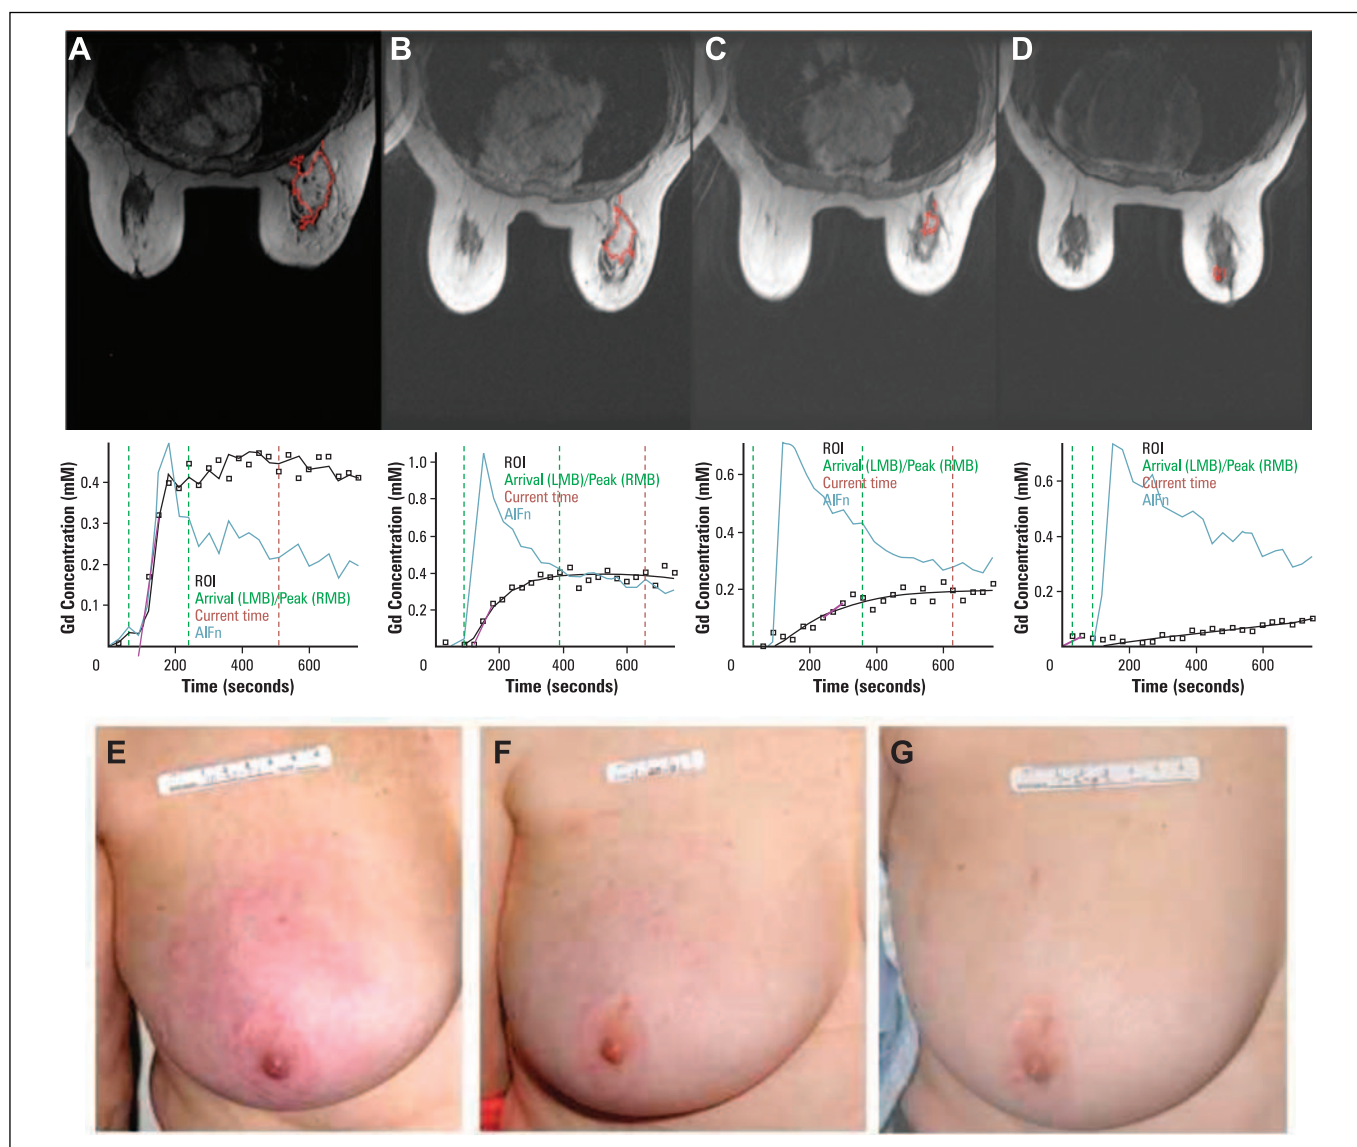 A B C D
Gd Concentration (mM)
0.4
0.3
0.2
0.1
0
200
400
600
Time (seconds)
ROI
Arrival (LMB)/Peak (RMB)
Current time
AIFn
Gd Concentration (mM)
1.0
0.8
0.6
0.4
0.2
0
200
400
600
Time (seconds)
ROI
Arrival (LMB)/Peak (RMB)
Current time
AIFn
Gd Concentration (mM)
0.6
0.4
0.2
0
200
400
600
Time (seconds)
ROI
Arrival (LMB)/Peak (RMB)
Current time
AIFn
Gd Concentration (mM)
0.6
0.4
0.2
0
200
400
600
Time (seconds)
ROI
Arrival (LMB)/Peak (RMB)
Current time
AIFn
E F G